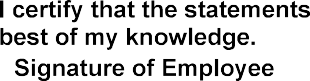 I certify that the statements
best of my knowledge.
Signature of Employee